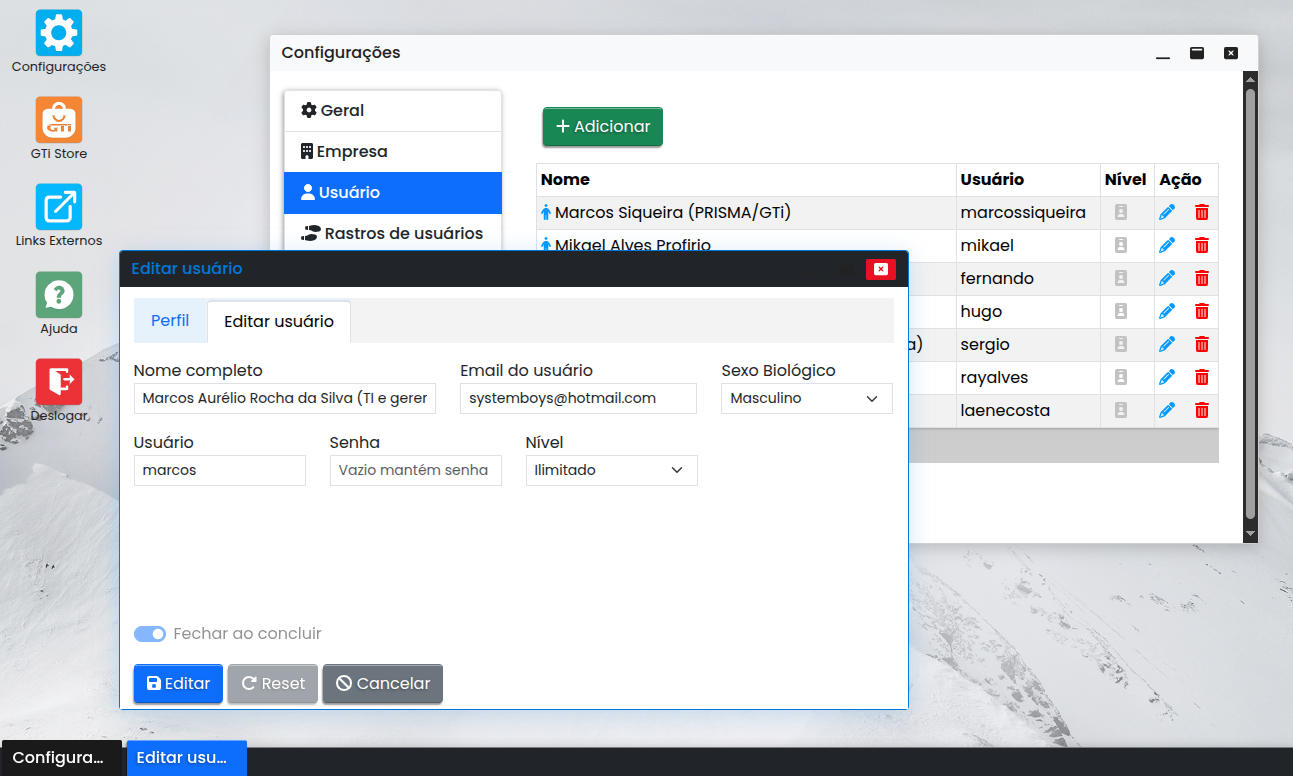 Configurações
GTi
GTi Store
Links Externos
Ajuda
Deslogar
Configurações
Geral
Empresa
Usuário
Rastros de usuários
Adicionar
Nome Usuário Nível Ação
Marcos Siqueira (PRISMA/GTi) marcossiqueira
Mikael Alves Profirio mikael
fernando
hugo
a) sergio
rayalves
laenecosta
Editar usuário
Perfil Editar usuário
Nome completo Email do usuário Sexo Biológico
Marcos Aurélio Rocha da Silva (TI e gerer systemboys@hotmail.com Masculino
Usuário Senha Nível
marcos Vazio mantém senha Ilimitado
Fechar ao concluir
Editar Reset Cancelar
Configura... Editar usu...